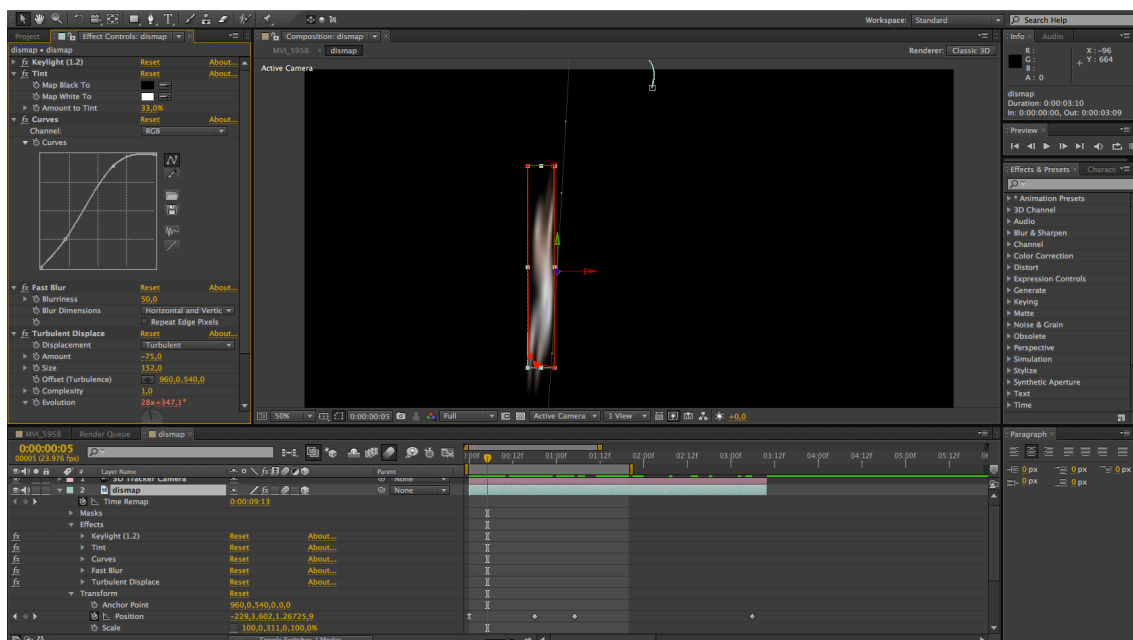 Workspace: Standard
Search Help
Project
Effect Controls: dismap
Composition: dismap
Info
Audio
dismap • dismap
MVI_5958
dismap
Renderer: Classic 3D
Active Camera
R :
G :
B :
A : 0
X : -96
Y : 664
dismap
Duration: 0:00:03:10
In: 0:00:00:00, Out: 0:00:03:09
fx Keylight (1.2) Reset About...
fx Tint Reset About...
Map Black To
Map White To
Amount to Tint 33,0%
fx Curves Reset About...
Channel: RGB
Curves
fx Fast Blur Reset About...
Blurriness 50,0
Blur Dimensions Horizontal and Vertic
Repeat Edge Pixels
fx Turbulent Displace Reset About...
Displacement Turbulent
Amount -75,0
Size 152,0
Offset (Turbulence) 960,0,540,0
Complexity 1,0
Evolution 28x+347,1°
Preview
Effects & Presets
* Animation Presets
3D Channel
Audio
Blur & Sharpen
Channel
Color Correction
Distort
Expression Controls
Generate
Keying
Matte
Noise & Grain
Obsolete
Perspective
Simulation
Stylize
Synthetic Aperture
Text
Time
50%
0:00:00:05
Full
Active Camera
1 View
+0,0
MVI_5958
Render Queue
dismap
Paragraph
0:00:00:05
00005 (23.976 fps)
:00f 00:12f 01:00f 01:12f 02:00f 02:12f 03:00f 03:12f 04:00f 04:12f 05:00f 05:12f
# Layer Name
Parent
1 3D Tracker Camera None
2 dismap None
Time Remap 0:00:09:13
Masks
Effects
fx Keylight (1.2) Reset About...
fx Tint Reset About...
fx Curves Reset About...
fx Fast Blur Reset About...
fx Turbulent Displace Reset About...
Transform Reset
Anchor Point 960,0,540,0,0,0
Position -229,3,602,1,26725,9
Scale 100,0,311,0,100,0%
Toggle Switches / Modes
0 px
0 px
0 px
0 px
0 px